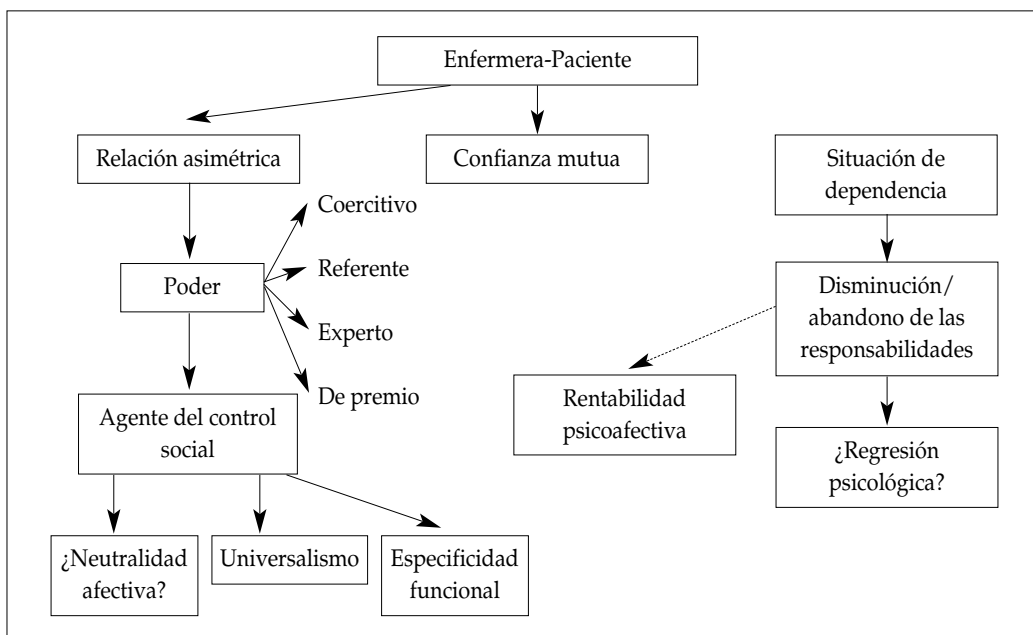 Enfermera-Paciente
Relación asimétrica
Confianza mutua
Situación de
dependencia
Coercitivo
Referente
Experto
De premio
Poder
Disminución/
abandono de las
responsabilidades
Rentabilidad
psicoafectiva
Agente del control
social
¿Regresión
psicológica?
¿Neutralidad
afectiva?
Universalismo
Especificidad
funcional